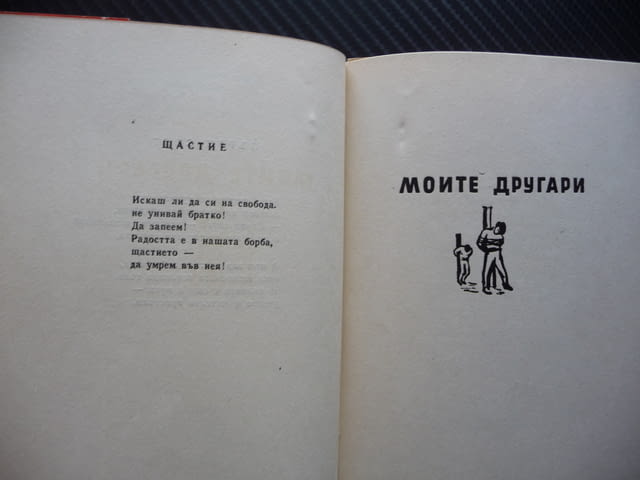 ЩАСТИЕ
Искаш ли да си на свобода.
не унивай братко!
Да запеем!
Радостта е в нашата борба,
щастието —
да умрем във нея!
МОИТЕ ДРУГАРИ